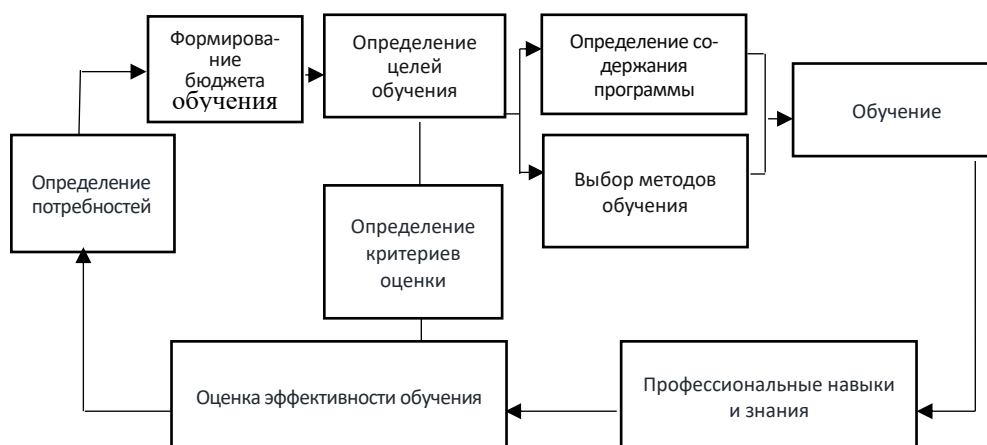 Формирова-
ние
бюджета
обучения
Определение
целей
обучения
Определение со-
держания
программы
Обучение
Определение
потребностей
Выбор методов
обучения
Определение
критериев
оценки
Оценка эффективности обучения
Профессиональные навыки
и знания